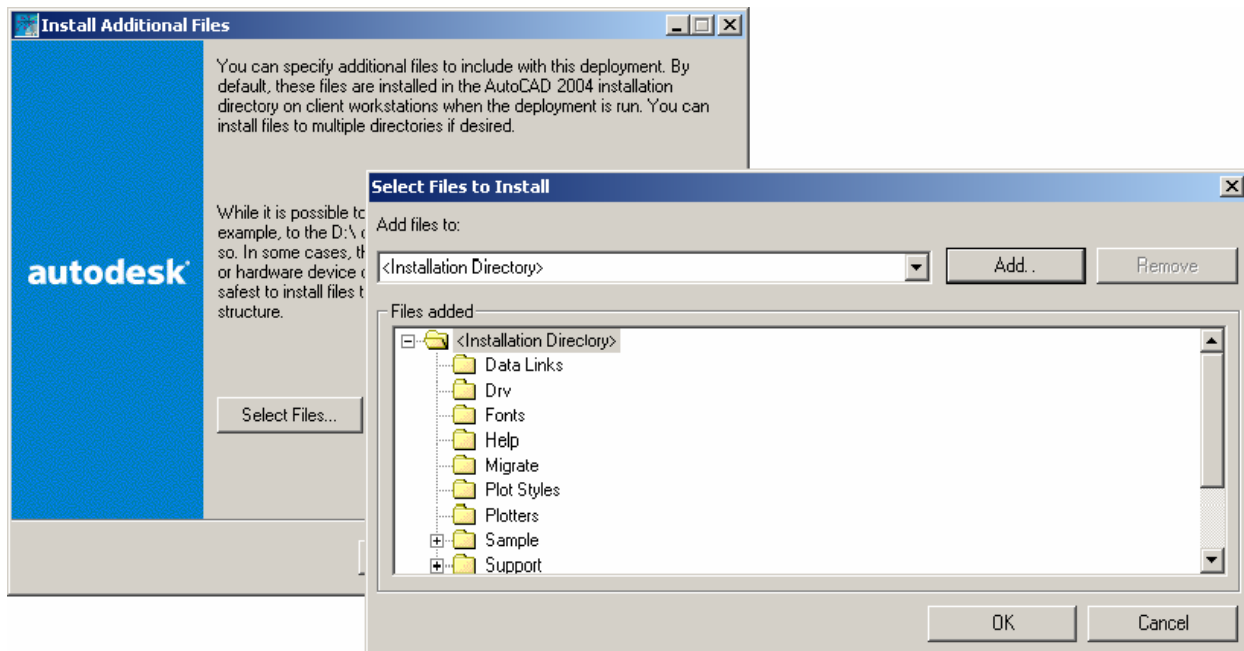 Install Additional Files
You can specify additional files to include with this deployment. By
default, these files are installed in the AutoCAD 2004 installation
directory on client workstations when the deployment is run. You can
install files to multiple directories if desired.
While it is possible to
example, to the D:\
so. In some cases,
or hardware device
safest to install files
structure.
autodesk
Select Files...
Select Files to Install
Add files to:
<Installation Directory>
Add..
Remove
Files added
<Installation Directory>
Data Links
Drv
Fonts
Help
Migrate
Plot Styles
Plotters
Sample
Support
OK
Cancel